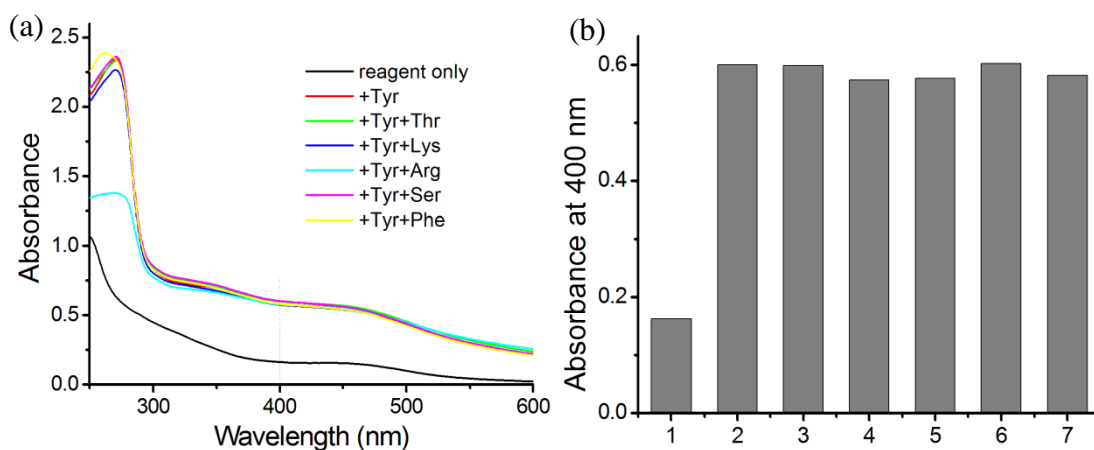 (a)
2.5
2.0
1.5
1.0
0.5
0.0
Absorbance
reagent only
+Tyr
+Tyr+Thr
+Tyr+Lys
+Tyr+Arg
+Tyr+Ser
+Tyr+Phe
300 400 500 600
Wavelength (nm)
(b)
0.6
0.4
0.2
0.0
Absorbance at 400 nm
1 2 3 4 5 6 7